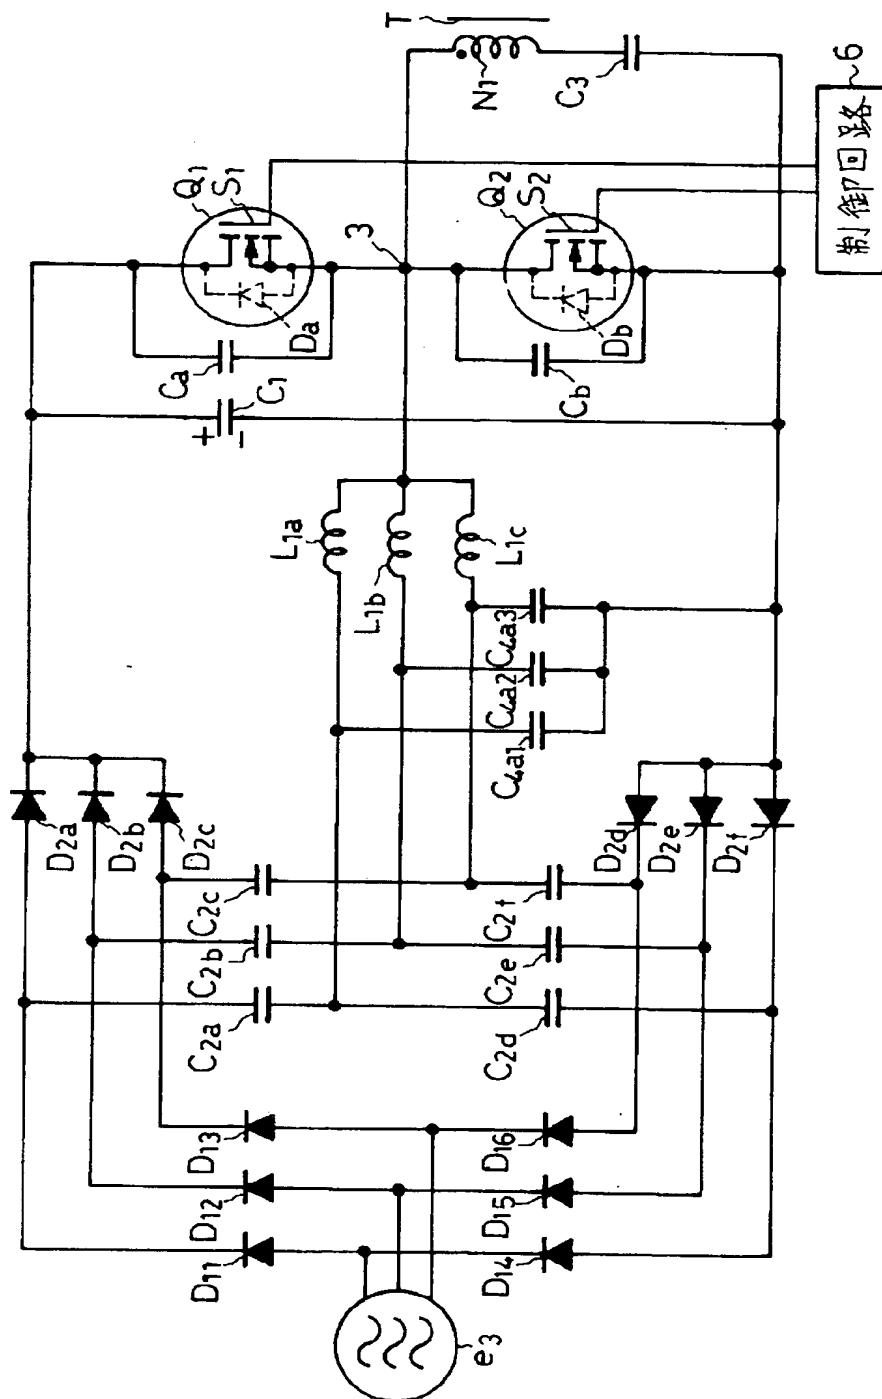 e3
D11
D12
D13
D14
D15
D16
C2a
C2b
C2c
C2d
C2e
C2f
D2a
D2b
D2c
D2d
D2e
D2f
C4a1
C4a2
C4a3
L1a
L1b
L1c
+
-
C1
Ca
Cb
Da
Db
Q1
S1
Q2
S2
3
N1
C3
T
制御回路
6